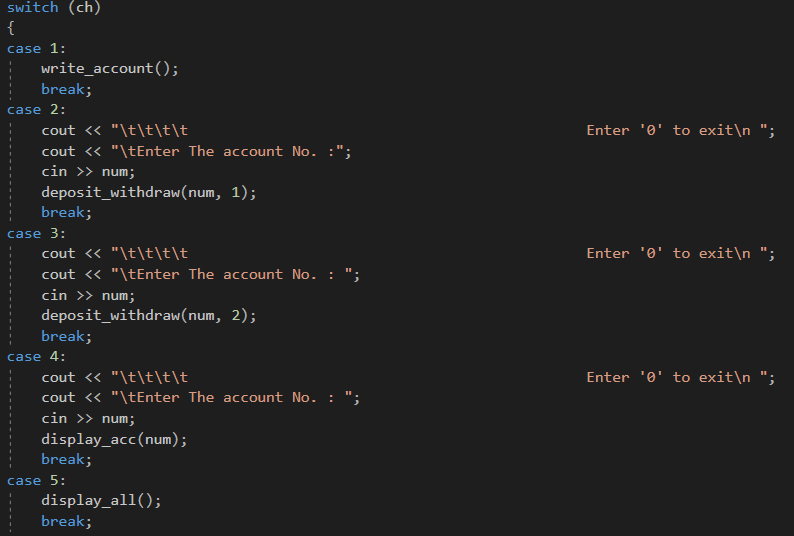 switch (ch)
{
case 1:
    write_account();
    break;
case 2:
    cout << "\t\t\t\t                                               Enter '0' to exit\n ";
    cout << "\tEnter The account No. :";
    cin >> num;
    deposit_withdraw(num, 1);
    break;
case 3:
    cout << "\t\t\t\t                                               Enter '0' to exit\n ";
    cout << "\tEnter The account No. : ";
    cin >> num;
    deposit_withdraw(num, 2);
    break;
case 4:
    cout << "\t\t\t\t                                               Enter '0' to exit\n ";
    cout << "\tEnter The account No. : ";
    cin >> num;
    display_acc(num);
    break;
case 5:
    display_all();
    break;